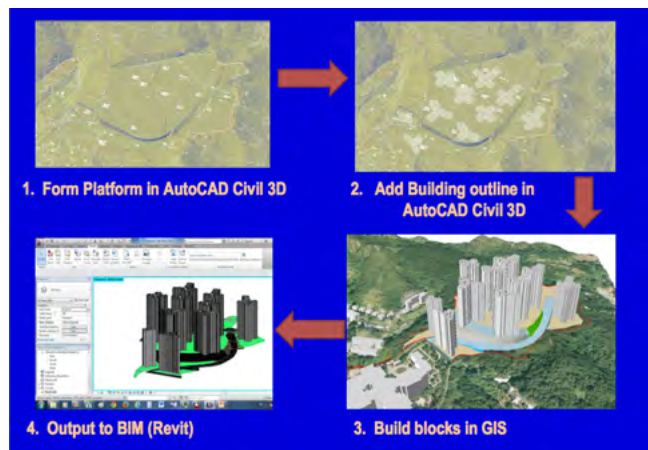 1. Form Platform in AutoCAD Civil 3D
2. Add Building outline in
AutoCAD Civil 3D
4. Output to BIM (Revit)
3. Build blocks in GIS